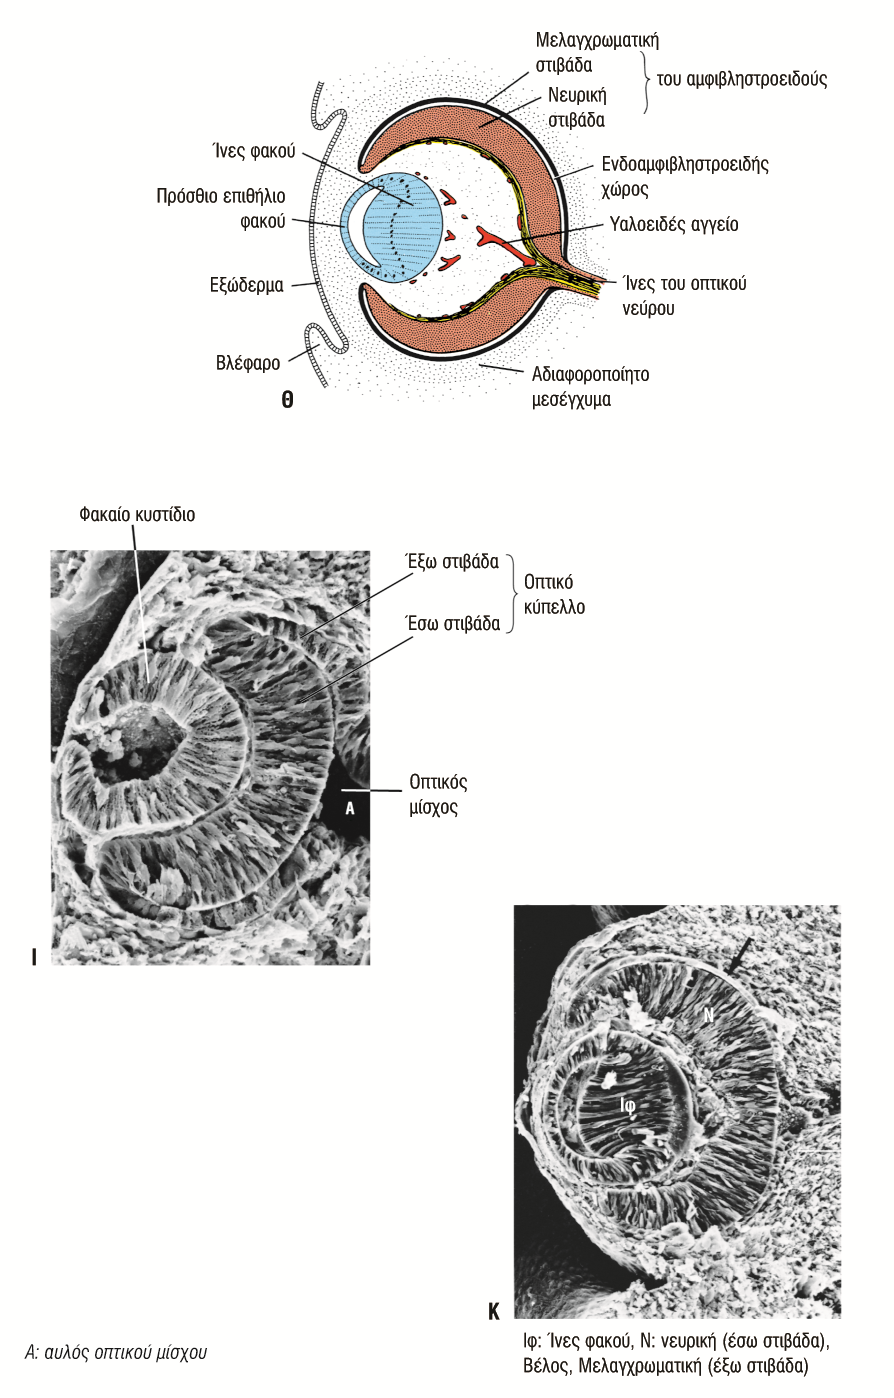 Μελαγχρωματική
στιβάδα
του αμφιβληστροειδούς
Νευρική
στιβάδα
Ίνες φακού
Ενδοαμφιβληστροειδής
χώρος
Πρόσθιο επιθήλιο
φακού
Υαλοειδές αγγείο
Εξώδερμα
Ίνες του οπτικού
νεύρου
Βλέφαρο
Αδιαφοροποίητο
μεσέγχυμα
Θ
Φακαίο κυστίδιο
Έξω στιβάδα
Οπτικό
κύπελλο
Έσω στιβάδα
Οπτικός
μίσχος
Α
Ι
Ν
Ιφ
Κ
Α: αυλός οπτικού μίσχου
Ιφ: Ίνες φακού, Ν: νευρική (έσω στιβάδα),
Βέλος, Μελαγχρωματική (έξω στιβάδα)